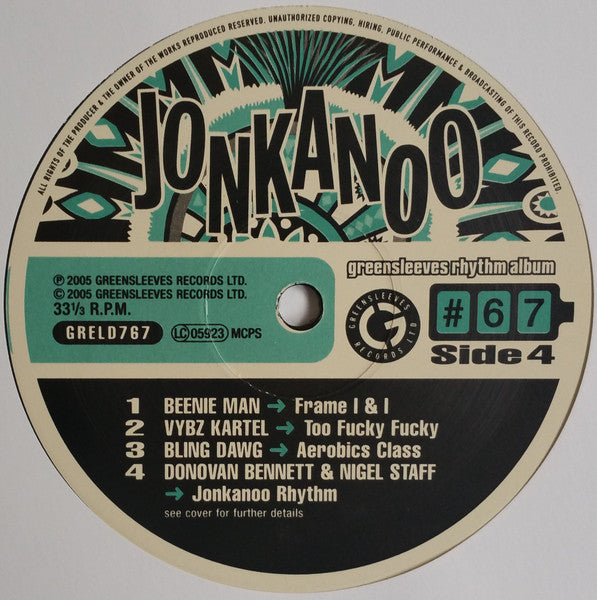 ALL RIGHTS OF THE PRODUCER & THE OWNER OF THE WORKS REPRODUCED RESERVED. UNAUTHORIZED COPYING, HIRING, PUBLIC PERFORMANCE & BROADCASTING OF THIS RECORD PROHIBITED.
JONKANOO
℗ 2005 GREENSLEEVES RECORDS LTD.
© 2005 GREENSLEEVES RECORDS LTD.
33⅓ R.P.M.
GRELD767
LC 05923 MCPS
greensleeves rhythm album
GREENSLEEVES
G
RECORDS LTD
#67
Side 4
1 BEENIE MAN ➔ Frame I & I
2 VYBZ KARTEL ➔ Too Fucky Fucky
3 BLING DAWG ➔ Aerobics Class
4 DONOVAN BENNETT & NIGEL STAFF
➔ Jonkanoo Rhythm
see cover for further details